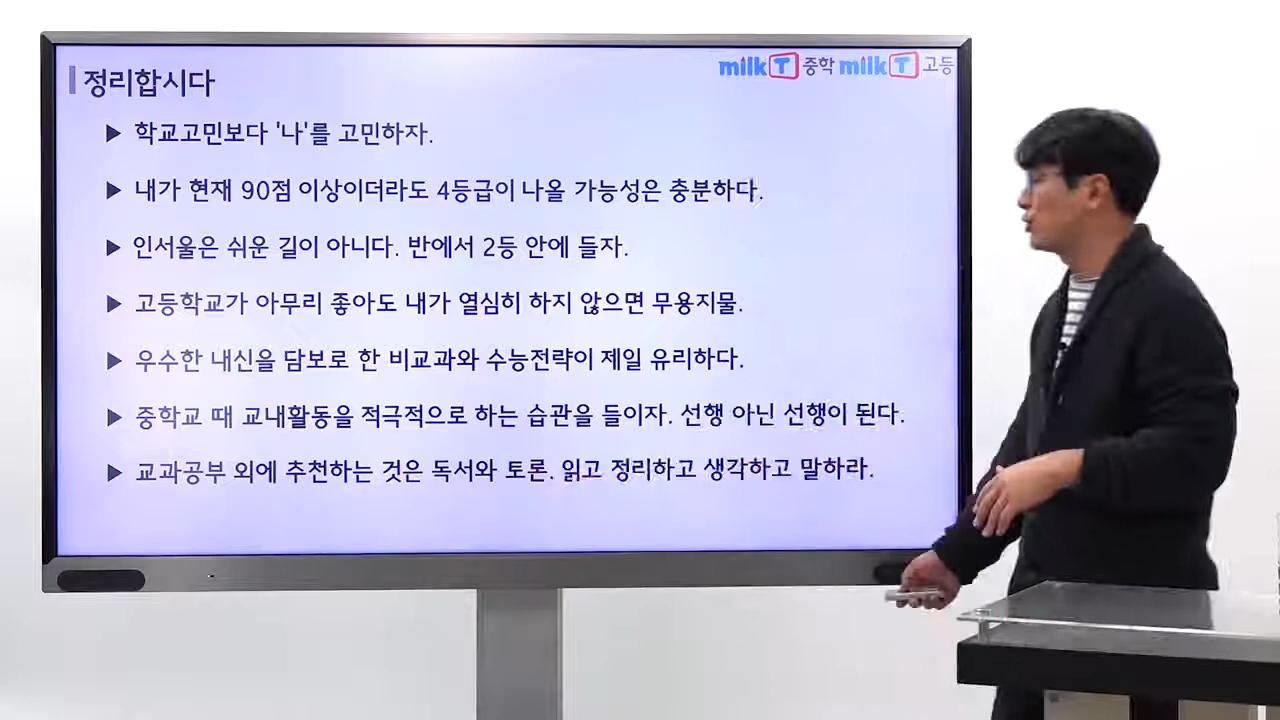 milk T 중학 milk T 고등
정리합시다
▶ 학교고민보다 '나'를 고민하자.
▶ 내가 현재 90점 이상이더라도 4등급이 나올 가능성은 충분하다.
▶ 인서울은 쉬운 길이 아니다. 반에서 2등 안에 들자.
▶ 고등학교가 아무리 좋아도 내가 열심히 하지 않으면 무용지물.
▶ 우수한 내신을 담보로 한 비교과와 수능전략이 제일 유리하다.
▶ 중학교 때 교내활동을 적극적으로 하는 습관을 들이자. 선행 아닌 선행이 된다.
▶ 교과공부 외에 추천하는 것은 독서와 토론. 읽고 정리하고 생각하고 말하라.